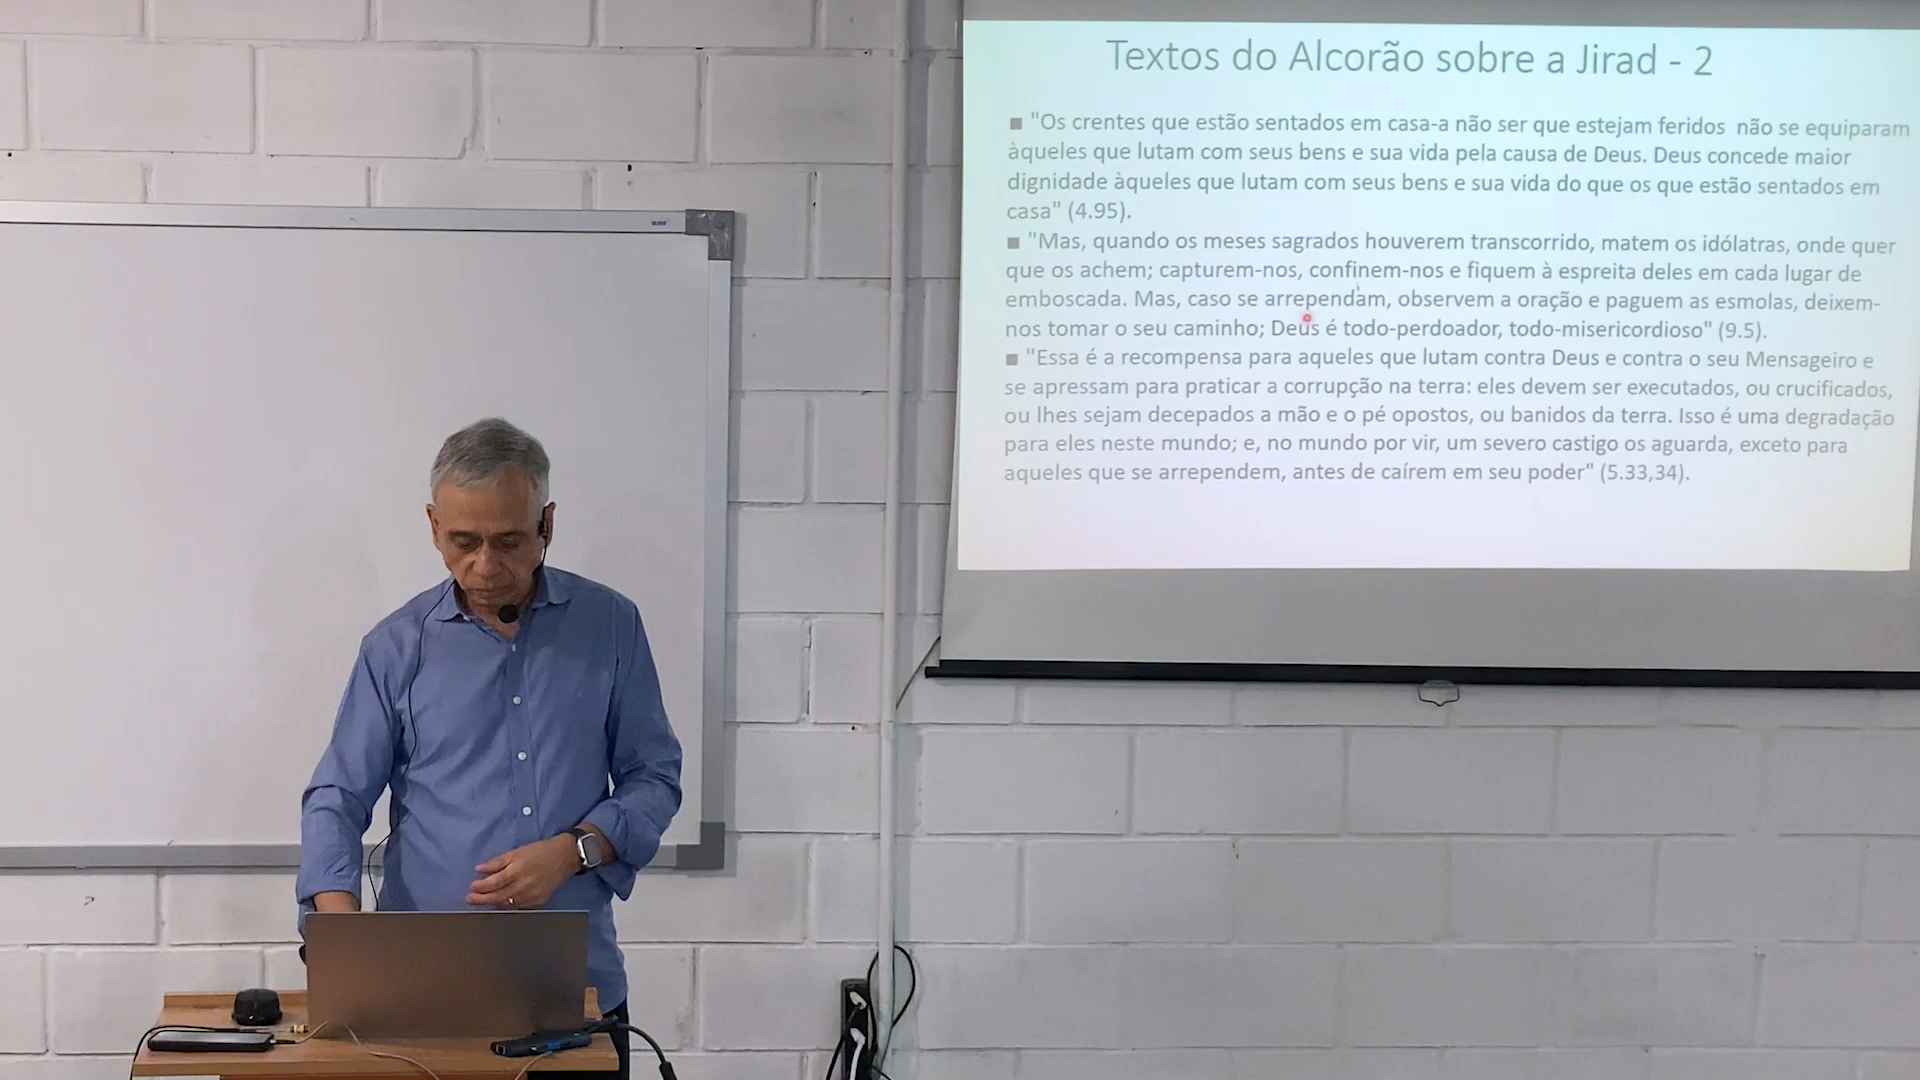 Textos do Alcorão sobre a Jirad - 2
■ "Os crentes que estão sentados em casa-a não ser que estejam feridos não se equiparam
àqueles que lutam com seus bens e sua vida pela causa de Deus. Deus concede maior
dignidade àqueles que lutam com seus bens e sua vida do que os que estão sentados em
casa" (4.95).
■ "Mas, quando os meses sagrados houverem transcorrido, matem os idólatras, onde quer
que os achem; capturem-nos, confinem-nos e fiquem à espreita deles em cada lugar de
emboscada. Mas, caso se arrependam, observem a oração e paguem as esmolas, deixem-
nos tomar o seu caminho; Deus é todo-perdoador, todo-misericordioso" (9.5).
■ "Essa é a recompensa para aqueles que lutam contra Deus e contra o seu Mensageiro e
se apressam para praticar a corrupção na terra: eles devem ser executados, ou crucificados,
ou lhes sejam decepados a mão e o pé opostos, ou banidos da terra. Isso é uma degradação
para eles neste mundo; e, no mundo por vir, um severo castigo os aguarda, exceto para
aqueles que se arrependem, antes de caírem em seu poder" (5.33,34).